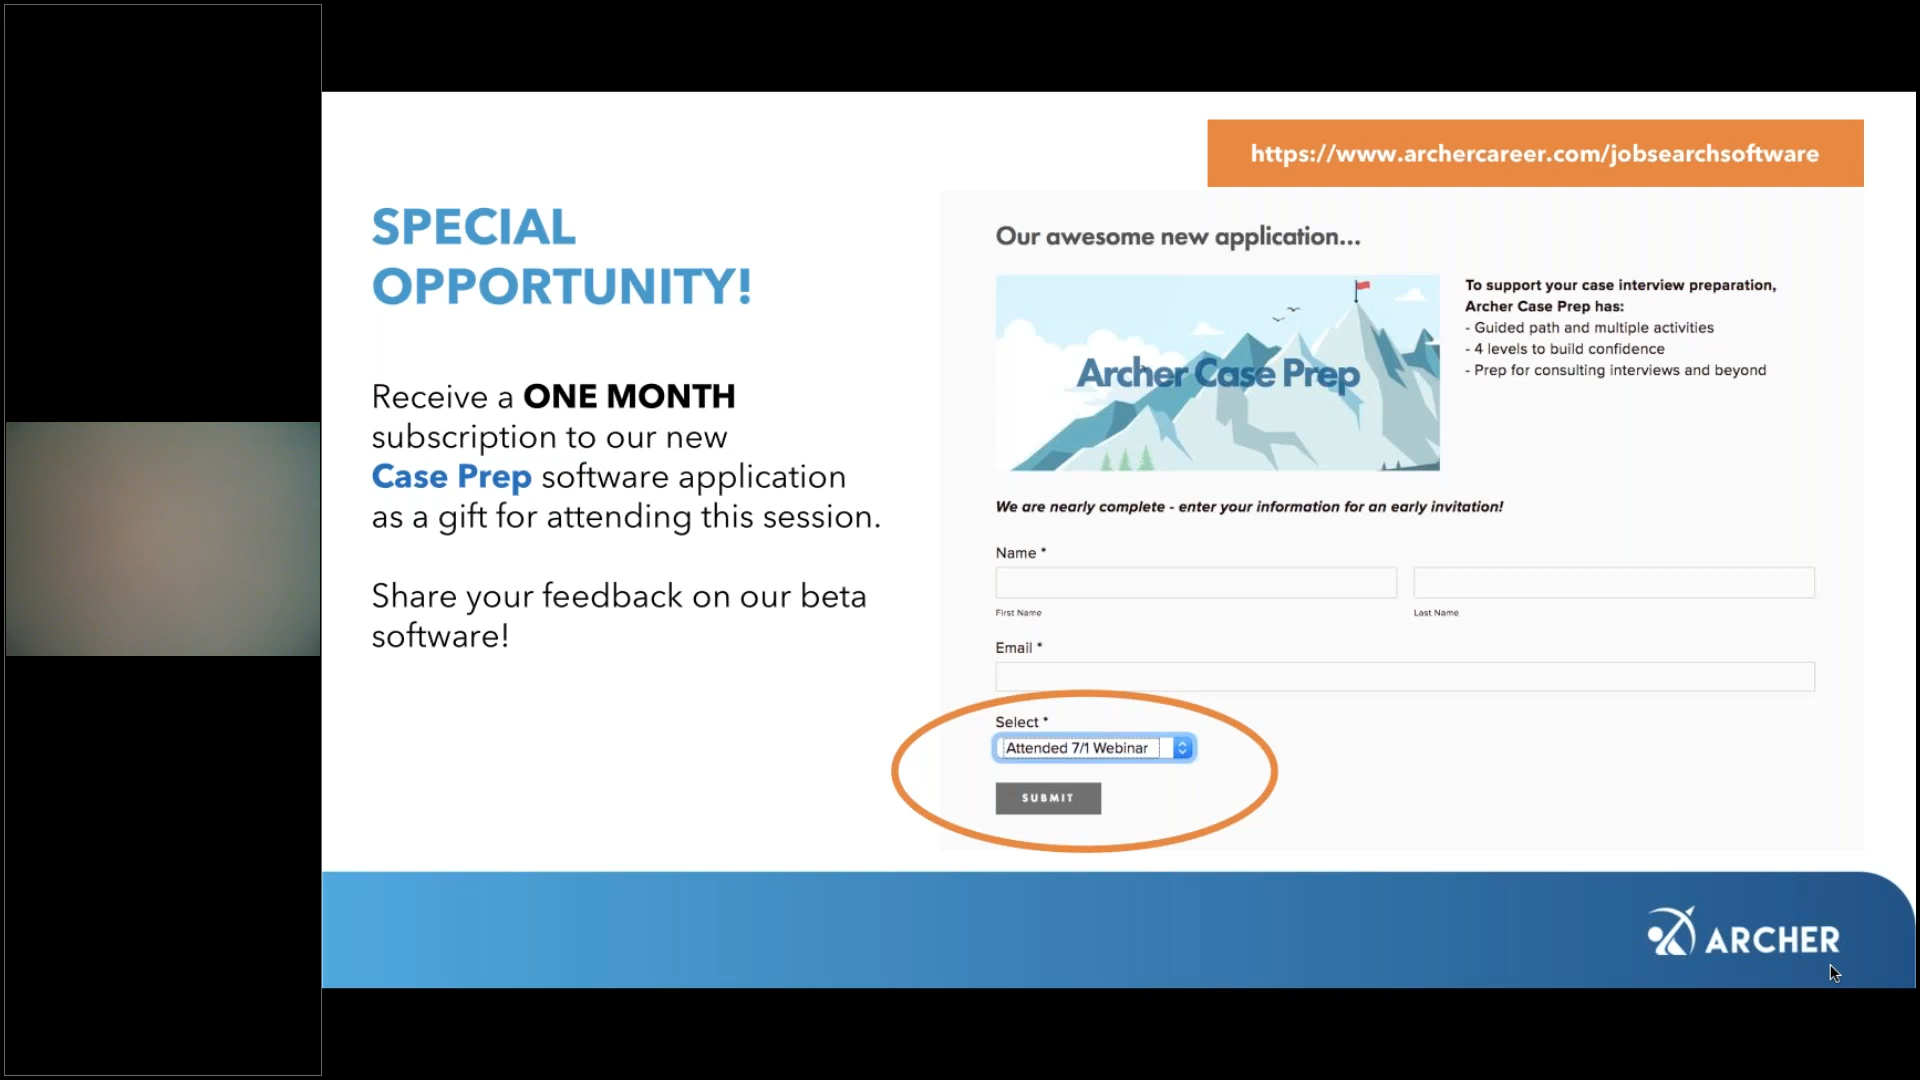 https://www.archercareer.com/jobsearchsoftware
SPECIAL
OPPORTUNITY!
Receive a ONE MONTH
subscription to our new
Case Prep software application
as a gift for attending this session.
Share your feedback on our beta
software!
Our awesome new application...
Archer Case Prep
To support your case interview preparation,
Archer Case Prep has:
- Guided path and multiple activities
- 4 levels to build confidence
- Prep for consulting interviews and beyond
We are nearly complete - enter your information for an early invitation!
Name *
First Name
Last Name
Email *
Select *
Attended 7/1 Webinar
SUBMIT
ARCHER